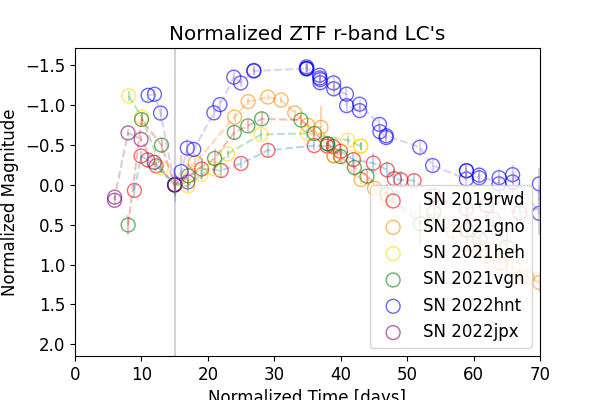 Normalized ZTF r-band LC's
Normalized Magnitude
−1.5
−1.0
−0.5
0.0
0.5
1.0
1.5
2.0
SN 2019rwd
SN 2021gno
SN 2021heh
SN 2021vgn
SN 2022hnt
SN 2022jpx
0 10 20 30 40 50 60 70
Normalized Time [days]